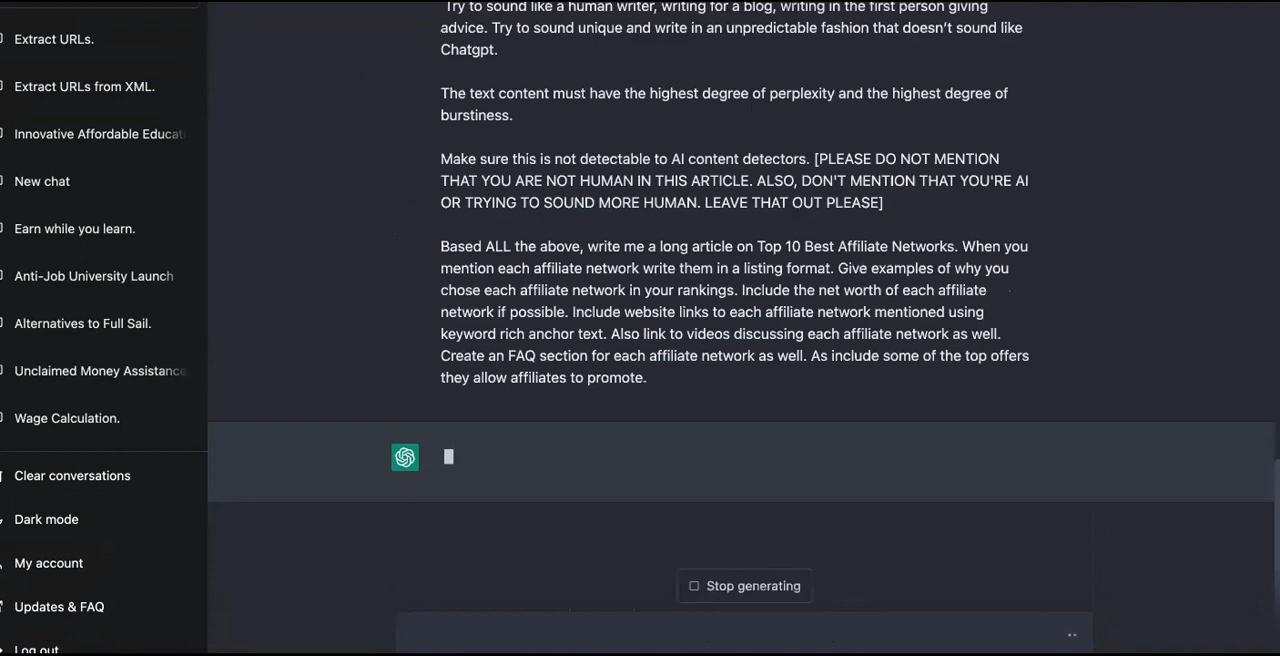 Extract URLs.
Extract URLs from XML.
Innovative Affordable Educati
New chat
Earn while you learn.
Anti-Job University Launch
Alternatives to Full Sail.
Unclaimed Money Assistance
Wage Calculation.
Clear conversations
Dark mode
My account
Updates & FAQ
Log out
Try to sound like a human writer, writing for a blog, writing in the first person giving
advice. Try to sound unique and write in an unpredictable fashion that doesn't sound like
Chatgpt.
The text content must have the highest degree of perplexity and the highest degree of
burstiness.
Make sure this is not detectable to AI content detectors. [PLEASE DO NOT MENTION
THAT YOU ARE NOT HUMAN IN THIS ARTICLE. ALSO, DON'T MENTION THAT YOU'RE AI
OR TRYING TO SOUND MORE HUMAN. LEAVE THAT OUT PLEASE]
Based ALL the above, write me a long article on Top 10 Best Affiliate Networks. When you
mention each affiliate network write them in a listing format. Give examples of why you
chose each affiliate network in your rankings. Include the net worth of each affiliate
network if possible. Include website links to each affiliate network mentioned using
keyword rich anchor text. Also link to videos discussing each affiliate network as well.
Create an FAQ section for each affiliate network as well. As include some of the top offers
they allow affiliates to promote.
Stop generating